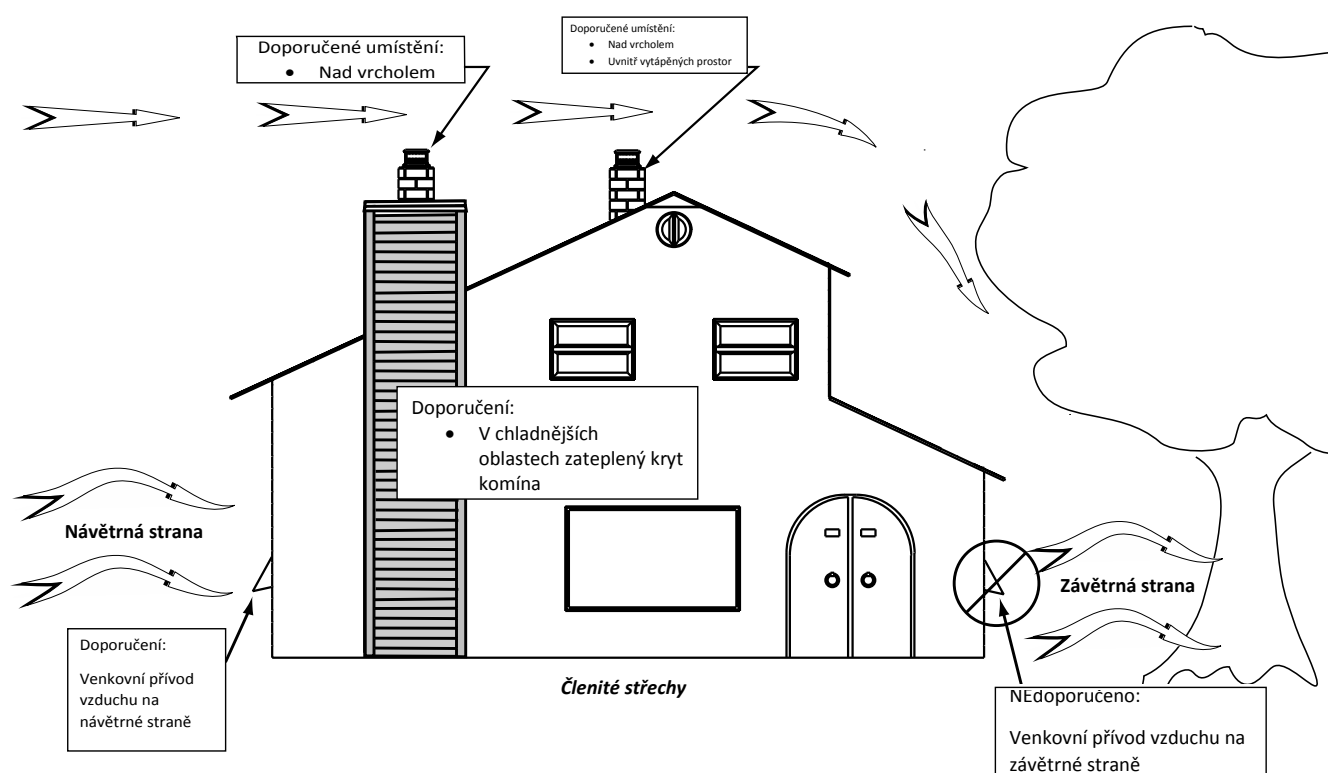 Doporučené umístění:
• Nad vrcholem
Doporučené umístění:
• Nad vrcholem
• Uvnitř vytápěných prostor
Doporučení:
• V chladnějších
oblastech zateplený kryt
komína
Návětrná strana
Závětrná strana
Doporučení:
Venkovní přívod
vzduchu na
návětrné straně
Členité střechy
NEdoporučeno:
Venkovní přívod vzduchu na
závětrné straně